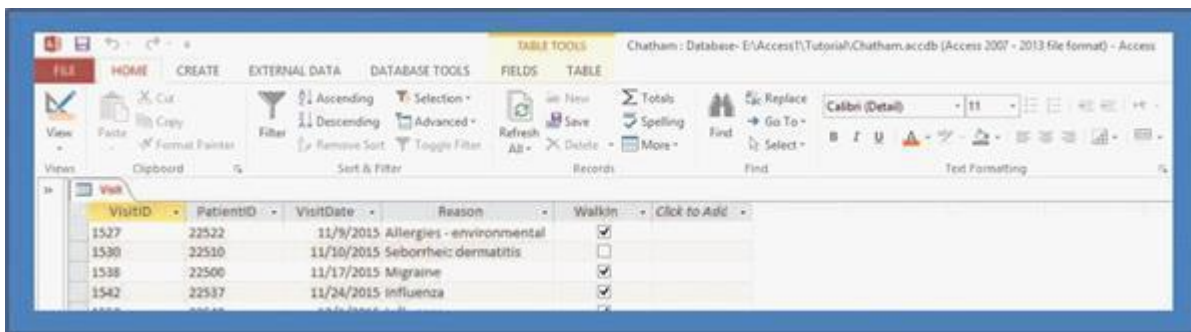 TABLE TOOLS Chatham : Database- E:\Access1\Tutorial\Chatham.accdb (Access 2007 - 2013 file format) - Access
FILE HOME CREATE EXTERNAL DATA DATABASE TOOLS FIELDS TABLE
View Paste Cut Copy Format Painter Filter Ascending Descending Remove Sort Selection Advanced Toggle Filter Refresh All New Save Delete Totals Spelling More Find Replace Go To Select Calibri (Detail) 11
B I U A
Views Clipboard Sort & Filter Records Find Text Formatting
Visit
VisitID PatientID VisitDate Reason WalkIn Click to Add
1527 22522 11/9/2015 Allergies - environmental
1530 22510 11/10/2015 Seborrheic dermatitis
1538 22500 11/17/2015 Migraine
1542 22537 11/24/2015 Influenza